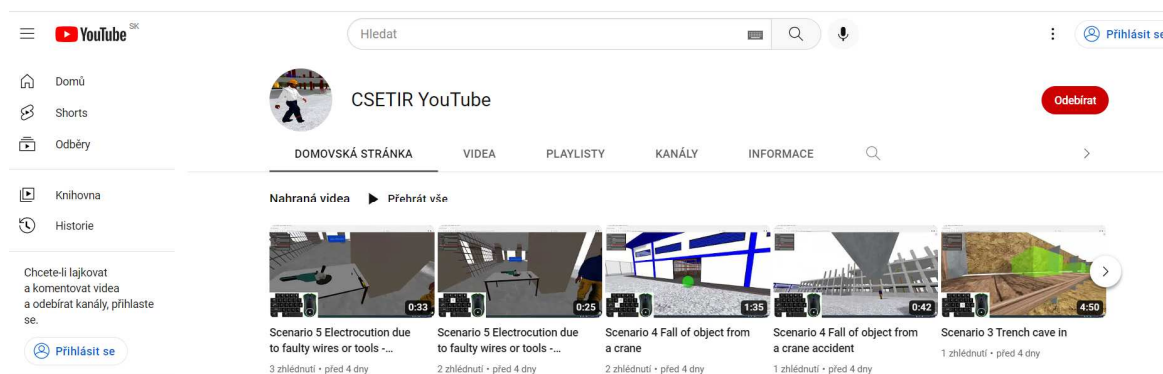 YouTube SK
Hledat
Přihlásit se
Domů
Shorts
Odběry
Knihovna
Historie
Chcete-li lajkovat
a komentovat videa
a odebírat kanály, přihlaste
se.
Přihlásit se
CSETIR YouTube
Odebírat
DOMOVSKÁ STRÁNKA VIDEA PLAYLISTY KANÁLY INFORMACE
Nahraná videa Přehrát vše
0:33
0:25
1:35
0:42
4:50
Scenario 5 Electrocution due
to faulty wires or tools -...
3 zhlédnutí • před 4 dny
Scenario 5 Electrocution due
to faulty wires or tools -...
2 zhlédnutí • před 4 dny
Scenario 4 Fall of object from
a crane
2 zhlédnutí • před 4 dny
Scenario 4 Fall of object from
a crane accident
1 zhlédnutí • před 4 dny
Scenario 3 Trench cave in
1 zhlédnutí • před 4 dny